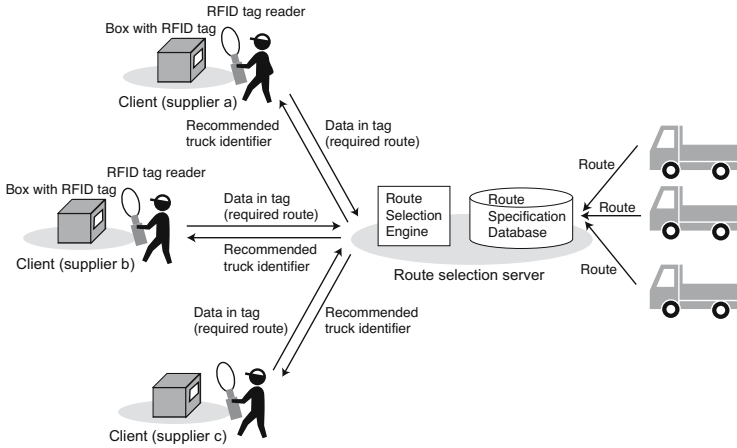 RFID tag reader
Box with RFID tag
Client (supplier a)
Recommended
truck identifier
Data in tag
(required route)
RFID tag reader
Box with RFID tag
Client (supplier b)
Data in tag
(required route)
Recommended
truck identifier
Route
Selection
Engine
Route
Specification
Database
Route selection server
Route
Route
Route
Data in tag
(required route)
Recommended
truck identifier
Client (supplier c)